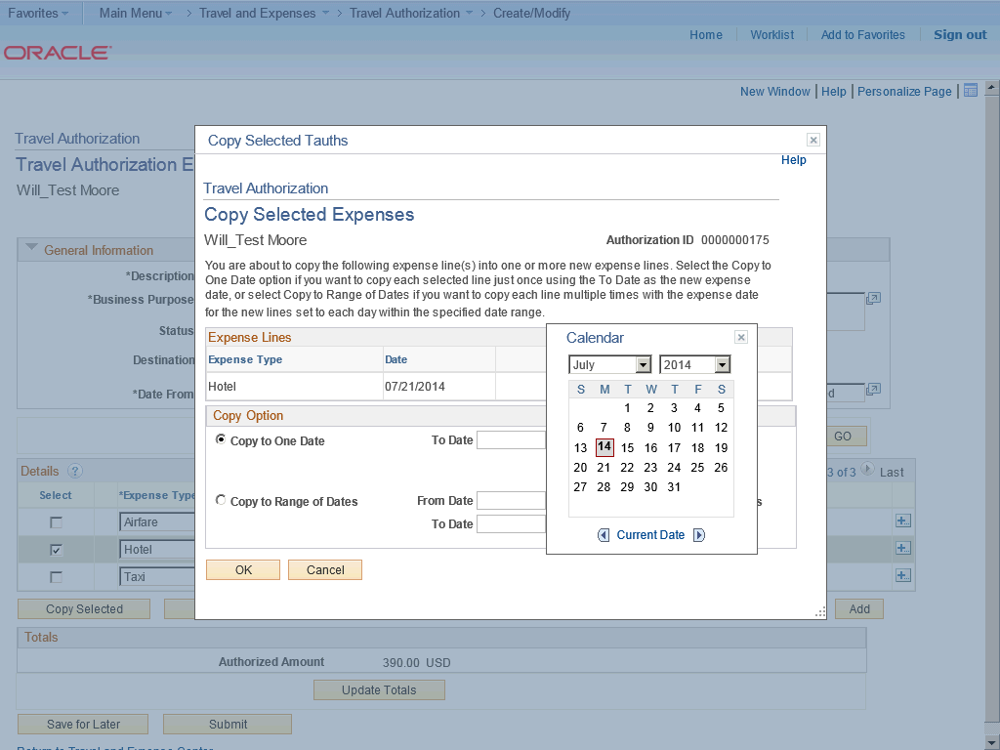 Favorites Main Menu > Travel and Expenses > Travel Authorization > Create/Modify
Home Worklist Add to Favorites Sign out
ORACLE
New Window | Help | Personalize Page |
Travel Authorization
Travel Authorization E
Will_Test Moore
General Information
*Description
*Business Purpose
Status
Destination
*Date From
GO
Details ?
3 of 3 Last
Select *Expense Type
Airfare
Hotel
Taxi
Copy Selected
Add
Totals
Authorized Amount 390.00 USD
Update Totals
Save for Later Submit
Return to Travel and Expense Center
Copy Selected Tauths
Help
Travel Authorization
Copy Selected Expenses
Will_Test Moore Authorization ID 0000000175
You are about to copy the following expense line(s) into one or more new expense lines. Select the Copy to
One Date option if you want to copy each selected line just once using the To Date as the new expense
date, or select Copy to Range of Dates if you want to copy each line multiple times with the expense date
for the new lines set to each day within the specified date range.
Expense Lines
Expense Type Date
Hotel 07/21/2014
Copy Option
Copy to One Date To Date
Copy to Range of Dates From Date
To Date
OK Cancel
Calendar
July 2014
S M T W T F S
1 2 3 4 5
6 7 8 9 10 11 12
13 14 15 16 17 18 19
20 21 22 23 24 25 26
27 28 29 30 31
Current Date